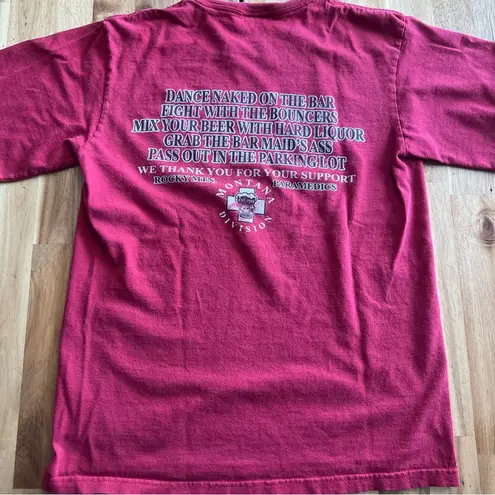 DANCE NAKED ON THE BAR
FIGHT WITH THE BOUNCERS
MIX YOUR BEER WITH HARD LIQUOR
GRAB THE BAR MAID'S ASS
PASS OUT IN THE PARKING LOT
WE THANK YOU FOR YOUR SUPPORT
ROCKY MTN. PARAMEDICS
MONTANA
DIVISION